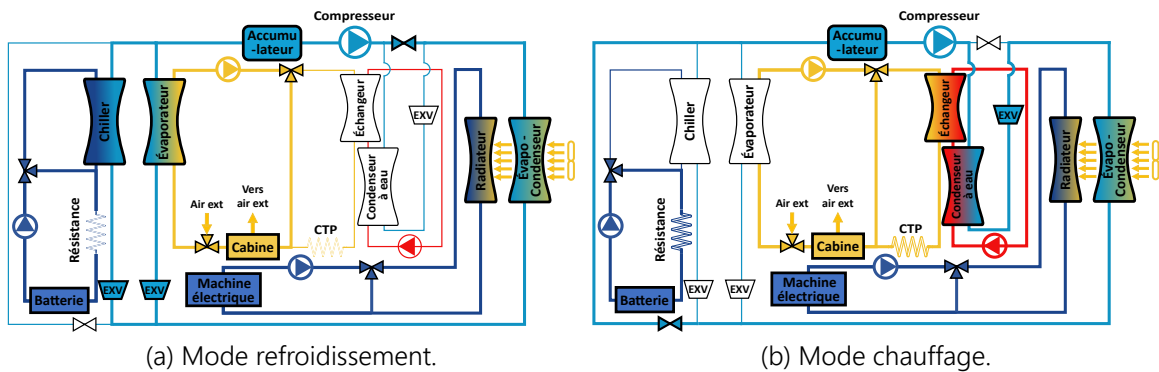 Compresseur
Accumu
-lateur
Chiller
Évaporateur
Échangeur
EXV
Condenseur
à eau
Radiateur
Évapo -
Condenseur
Résistance
Air ext
Vers
air ext
Cabine
CTP
Machine
électrique
Batterie
EXV
EXV
(a) Mode refroidissement.
Compresseur
Accumu
-lateur
Chiller
Évaporateur
Échangeur
EXV
Condenseur
à eau
Radiateur
Évapo -
Condenseur
Résistance
Air ext
Vers
air ext
Cabine
CTP
Machine
électrique
Batterie
EXV
EXV
(b) Mode chauffage.